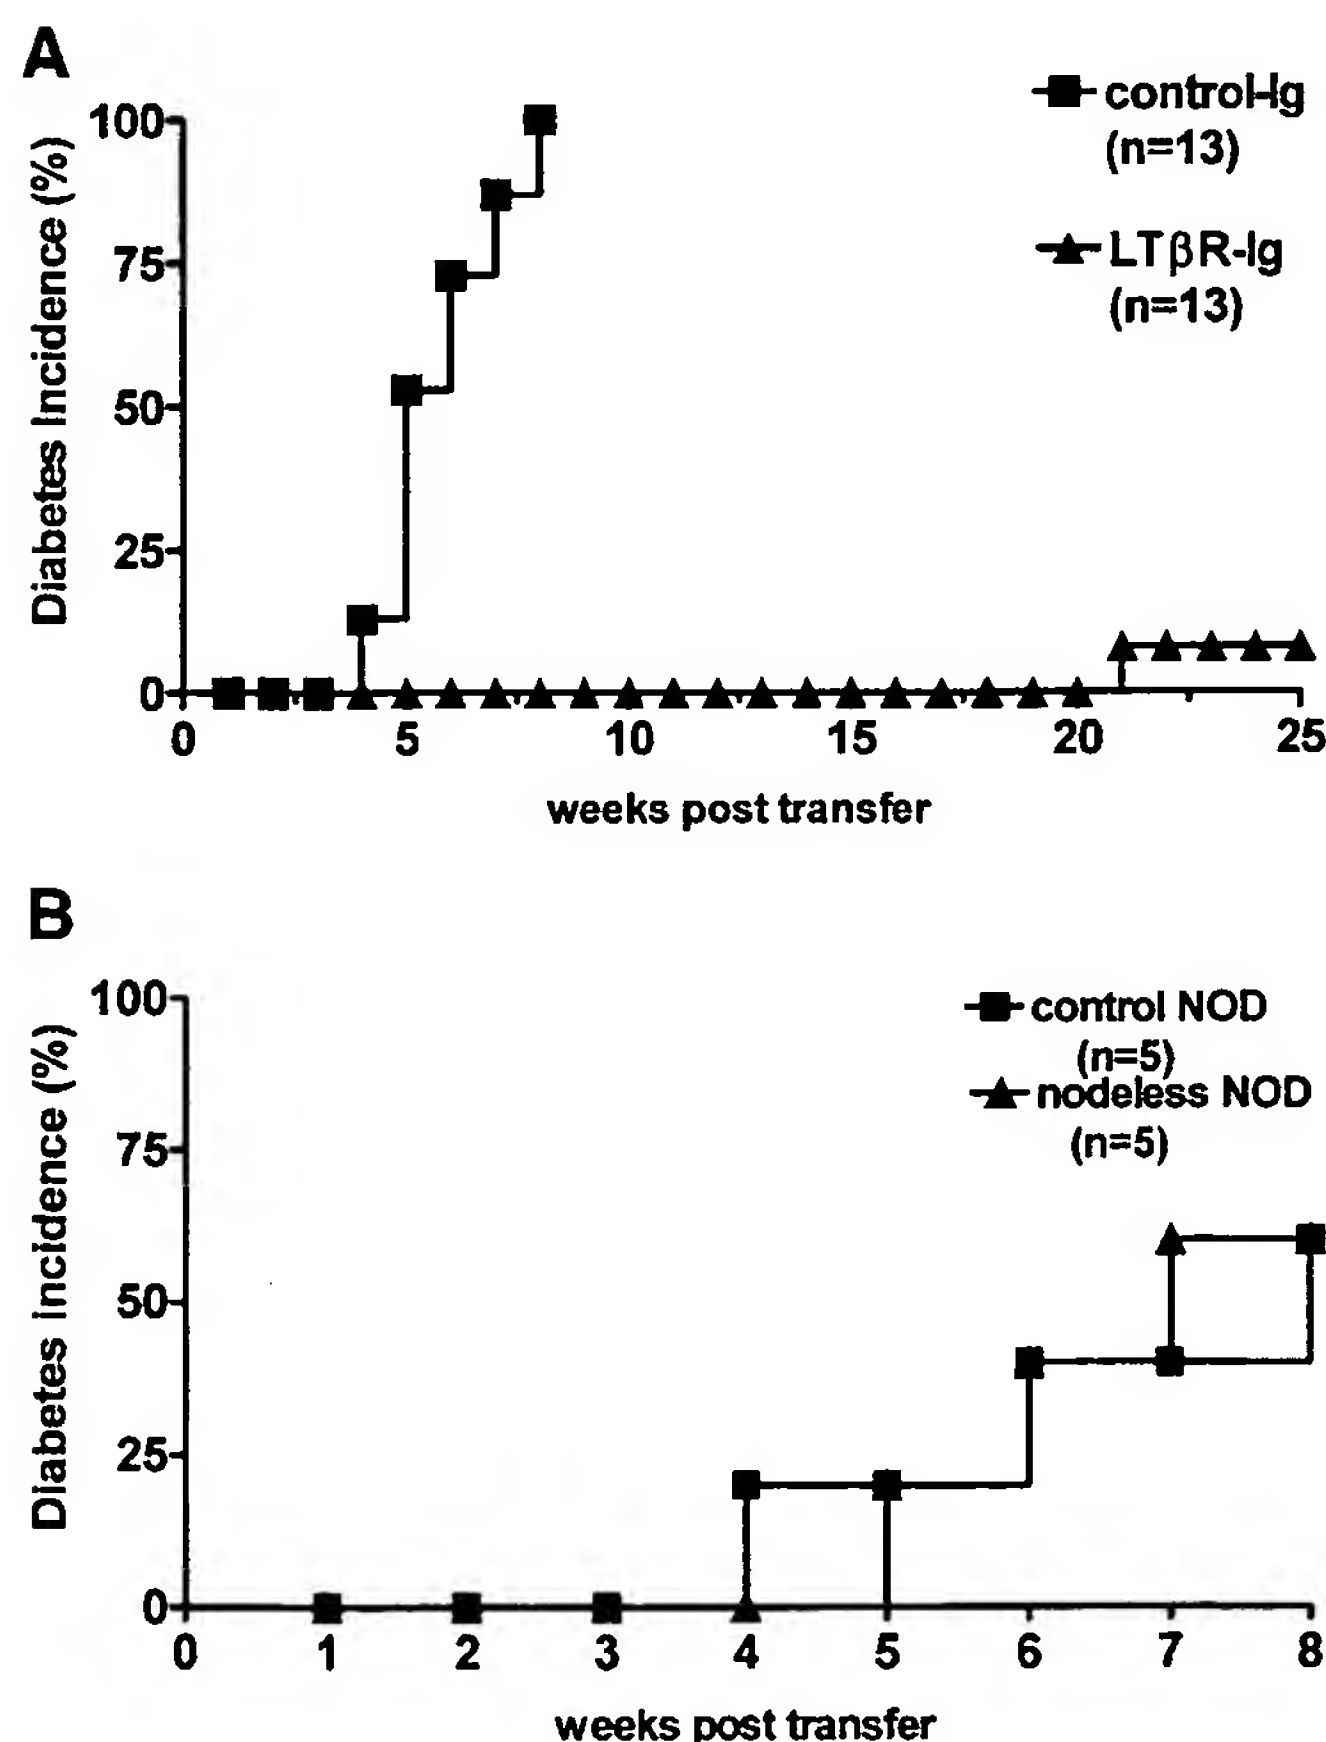 A
control-Ig
(n=13)
LTβR-Ig
(n=13)
Diabetes Incidence (%)
100
75
50
25
0
0 5 10 15 20 25
weeks post transfer
B
control NOD
(n=5)
nodeless NOD
(n=5)
Diabetes incidence (%)
100
75
50
25
0
0 1 2 3 4 5 6 7 8
weeks post transfer